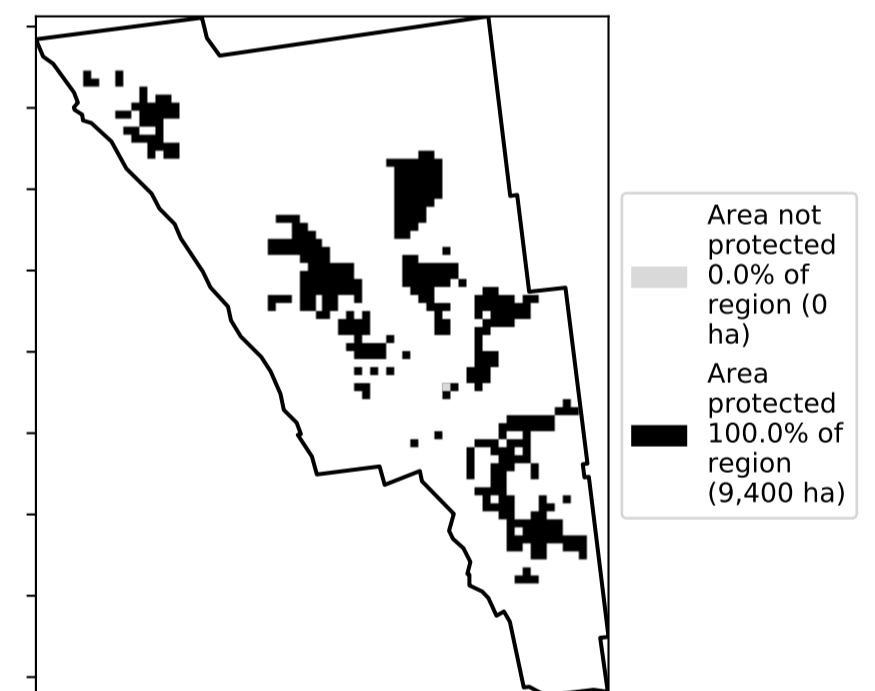 Area not
protected
0.0% of
region (0
ha)
Area
protected
100.0% of
region
(9,400 ha)